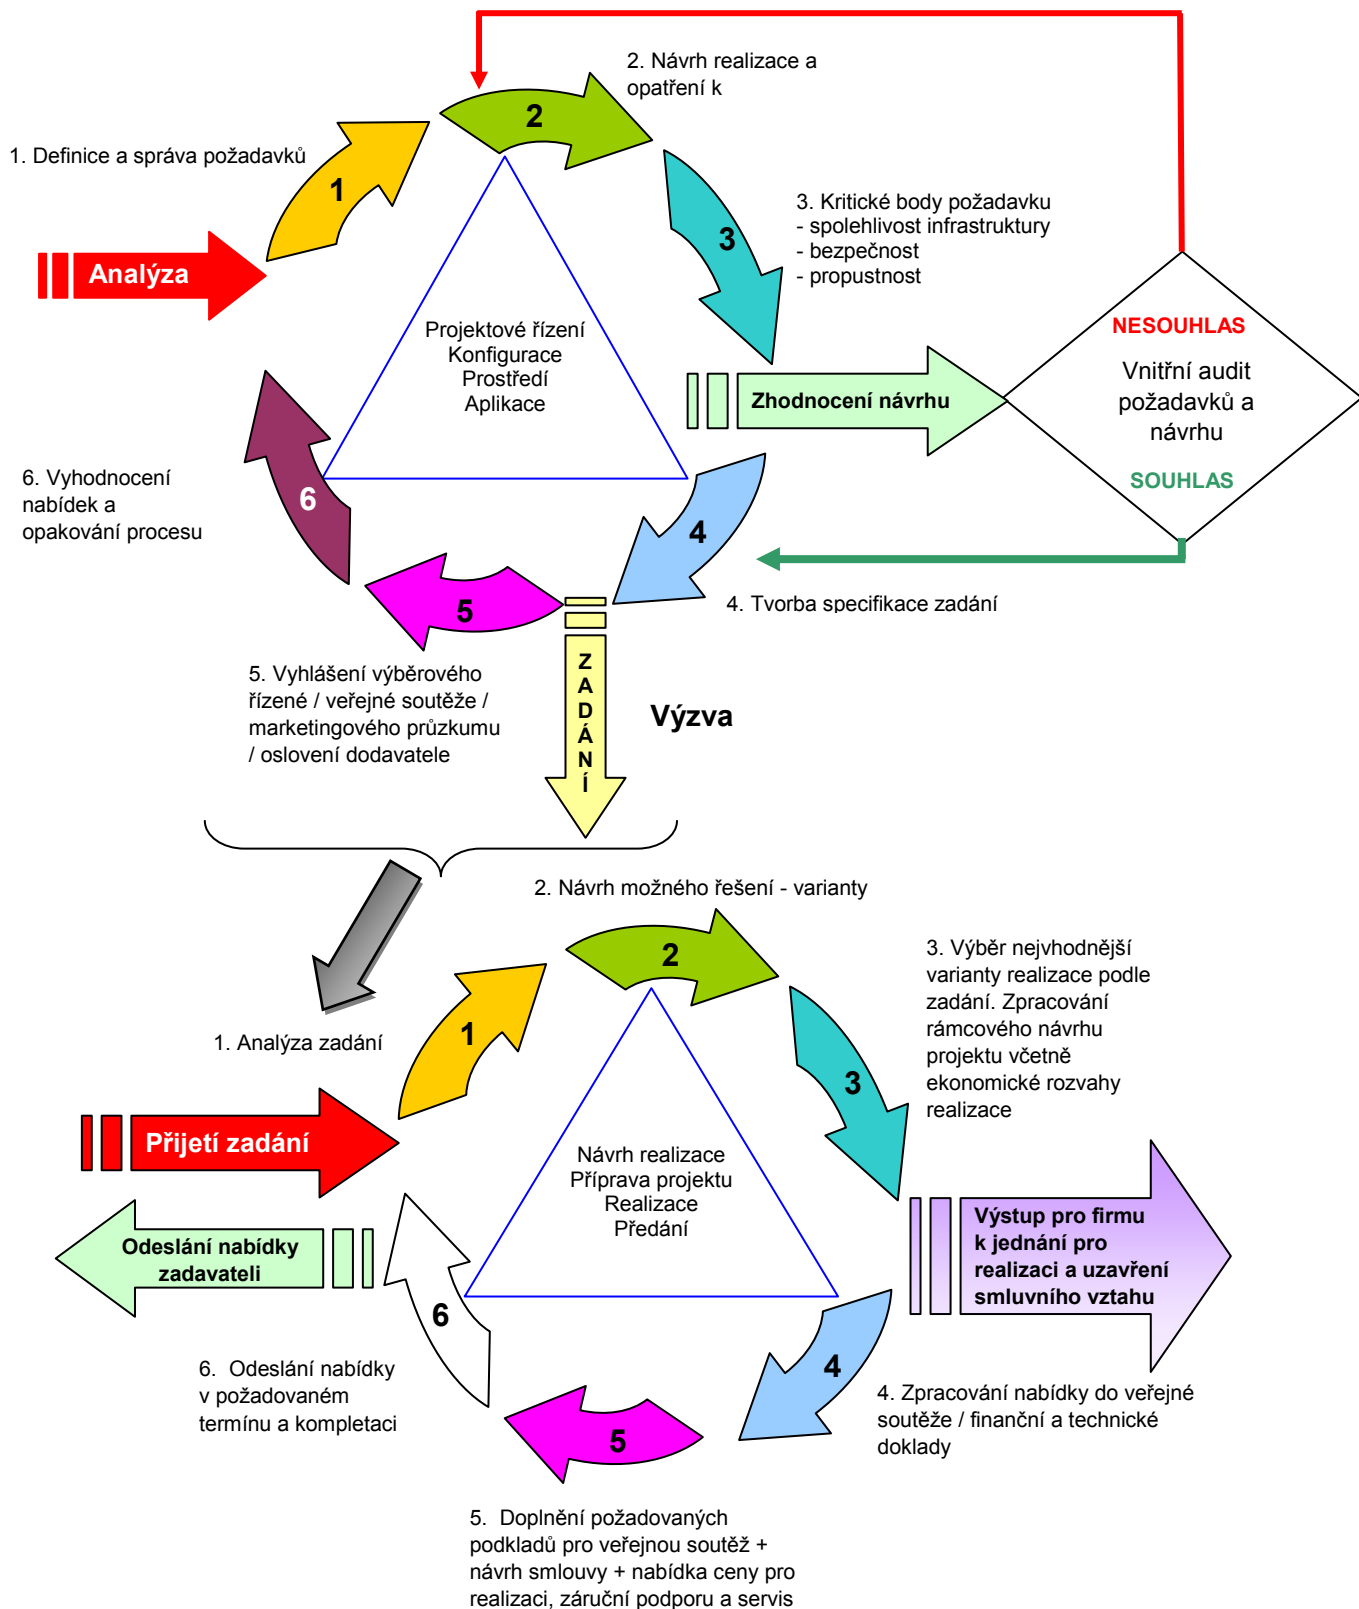 2. Návrh realizace a
opatření k
2
1. Definice a správa požadavků
1
3. Kritické body požadavku
- spolehlivost infrastruktury
- bezpečnost
- propustnost
3
Analýza
NESOUHLAS
Vnitřní audit
požadavků a
návrhu
SOUHLAS
Projektové řízení
Konfigurace
Prostředí
Aplikace
Zhodnocení návrhu
6. Vyhodnocení
nabídek a
opakování procesu
6
4
4. Tvorba specifikace zadání
5
5. Vyhlášení výběrového
řízené / veřejné soutěže /
marketingového průzkumu
/ oslovení dodavatele
Z
A
D
Á
N
Í
Výzva
2. Návrh možného řešení - varianty
2
3. Výběr nejvhodnější
varianty realizace podle
zadání. Zpracování
rámcového návrhu
projektu včetně
ekonomické rozvahy
realizace
1. Analýza zadání
1
3
Přijetí zadání
Návrh realizace
Příprava projektu
Realizace
Předání
Výstup pro firmu
k jednání pro
realizaci a uzavření
smluvního vztahu
Odeslání nabídky
zadavateli
6
6. Odeslání nabídky
v požadovaném
termínu a kompletaci
4
4. Zpracování nabídky do veřejné
soutěže / finanční a technické
doklady
5
5. Doplnění požadovaných
podkladů pro veřejnou soutěž +
návrh smlouvy + nabídka ceny pro
realizaci, záruční podporu a servis